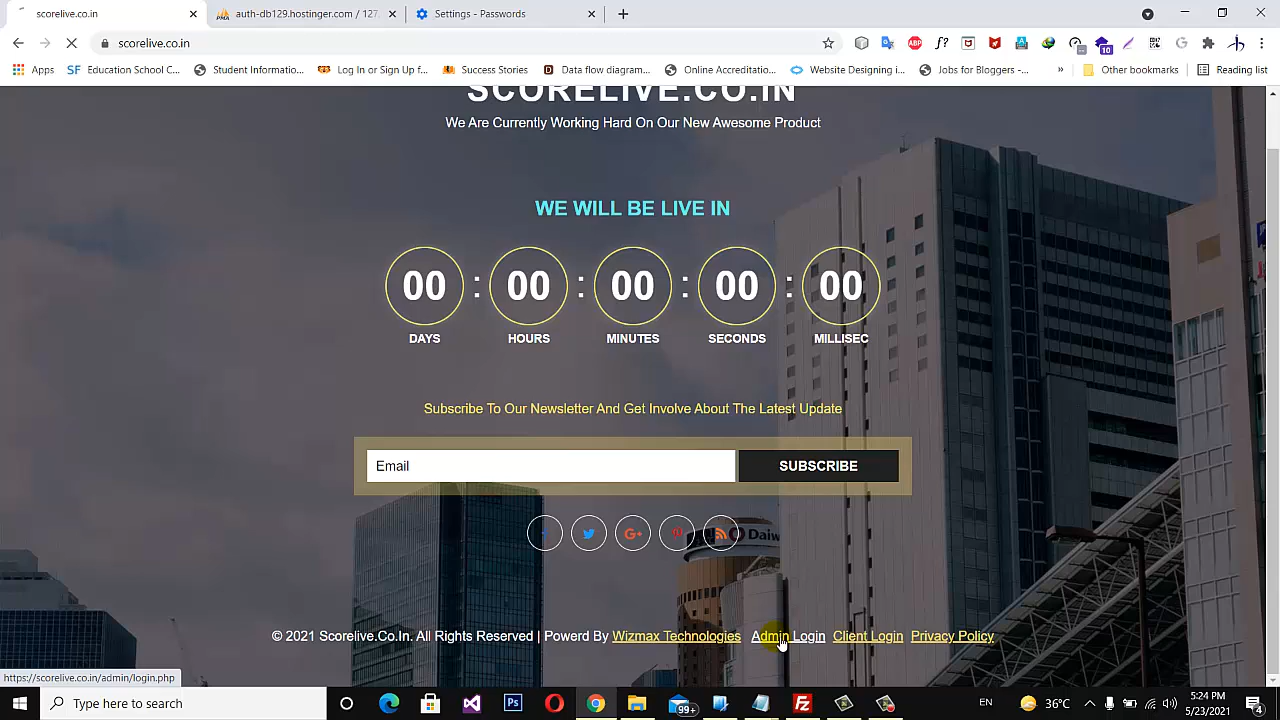 scorelive.co.in
auth-db129.hostinger.com / 127.
Settings - Passwords
scorelive.co.in
Apps
Education School C...
Student Informatio...
Log In or Sign up f...
Success Stories
Data flow diagram...
Online Accreditatio...
Website Designing i...
Jobs for Bloggers -...
Other bookmarks
Reading list
SCORELIVE.CO.IN
We Are Currently Working Hard On Our New Awesome Product
WE WILL BE LIVE IN
00 : 00 : 00 : 00 : 00
DAYS HOURS MINUTES SECONDS MILLISEC
Subscribe To Our Newsletter And Get Involve About The Latest Update
Email SUBSCRIBE
© 2021 Scorelive.Co.In. All Rights Reserved | Powerd By Wizmax Technologies Admin Login Client Login Privacy Policy
https://scorelive.co.in/admin/login.php
Type here to search
99+
EN
36°C
5:24 PM
5/23/2021